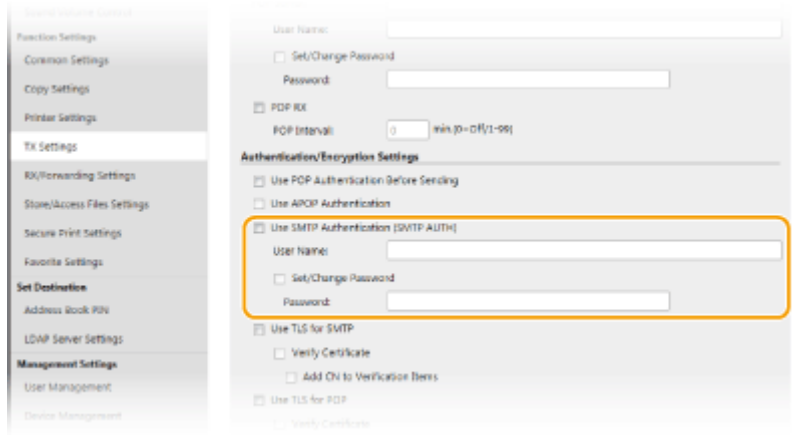 Function Settings
Common Settings
Copy Settings
Printer Settings
TX Settings
RX/Forwarding Settings
Store/Access Files Settings
Secure Print Settings
Favorite Settings
Set Destination
Address Book PIN
LDAP Server Settings
Management Settings
User Management
Device Management
User Name:
Set/Change Password
Password:
POP RX
POP Interval:
0
min.(0=Off/1-99)
Authentication/Encryption Settings
Use POP Authentication Before Sending
Use APOP Authentication
Use SMTP Authentication (SMTP AUTH)
User Name:
Set/Change Password
Password:
Use TLS for SMTP
Verify Certificate
Add CN to Verification Items
Use TLS for POP
Verify Certificate